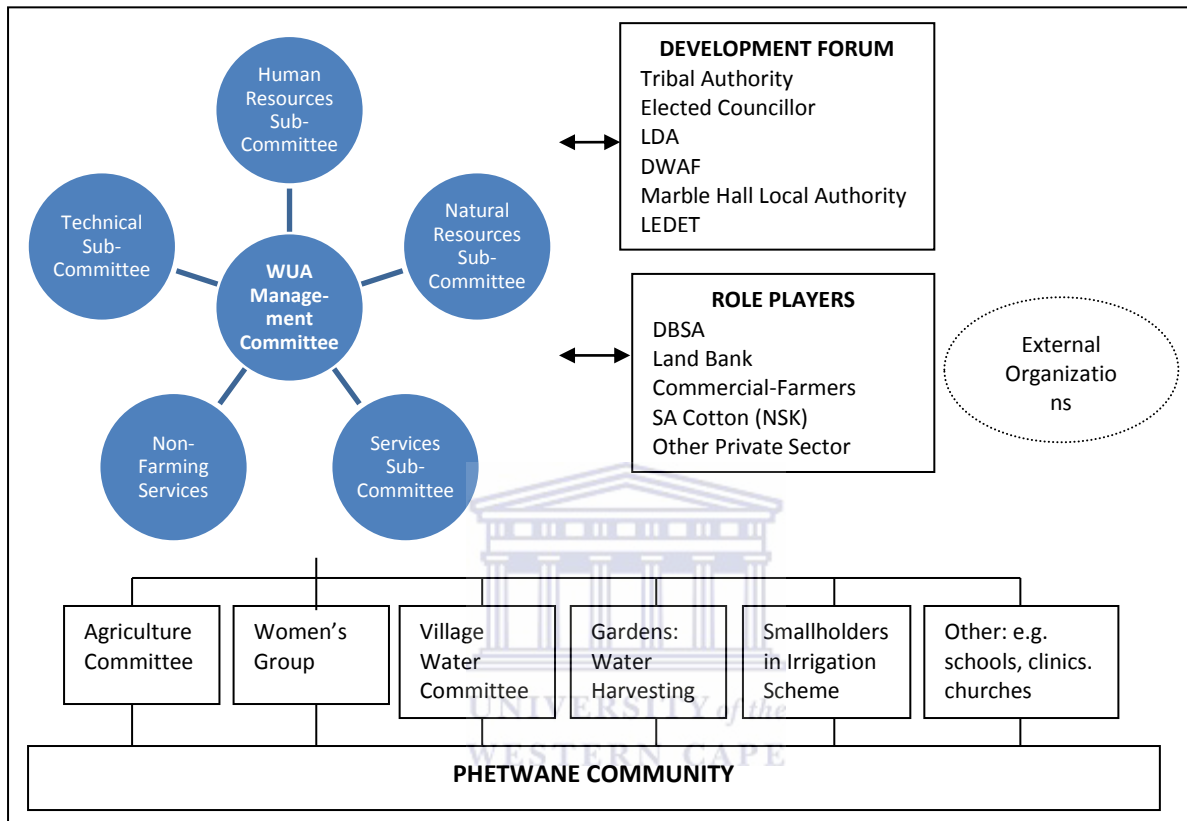 Human
Resources
Sub-
Committee
Technical
Sub-
Committee
Natural
Resources
Sub-
Committee
WUA
Manage-
ment
Committee
Non-
Farming
Services
Services
Sub-
Committee
DEVELOPMENT FORUM
Tribal Authority
Elected Councillor
LDA
DWAF
Marble Hall Local Authority
LEDET
ROLE PLAYERS
DBSA
Land Bank
Commercial-Farmers
SA Cotton (NSK)
Other Private Sector
External
Organizatio
ns
Agriculture
Committee
Women’s
Group
Village
Water
Committee
Gardens:
Water
Harvesting
Smallholders
in Irrigation
Scheme
Other: e.g.
schools, clinics.
churches
UNIVERSITY of the
WESTERN CAPE
PHETWANE COMMUNITY